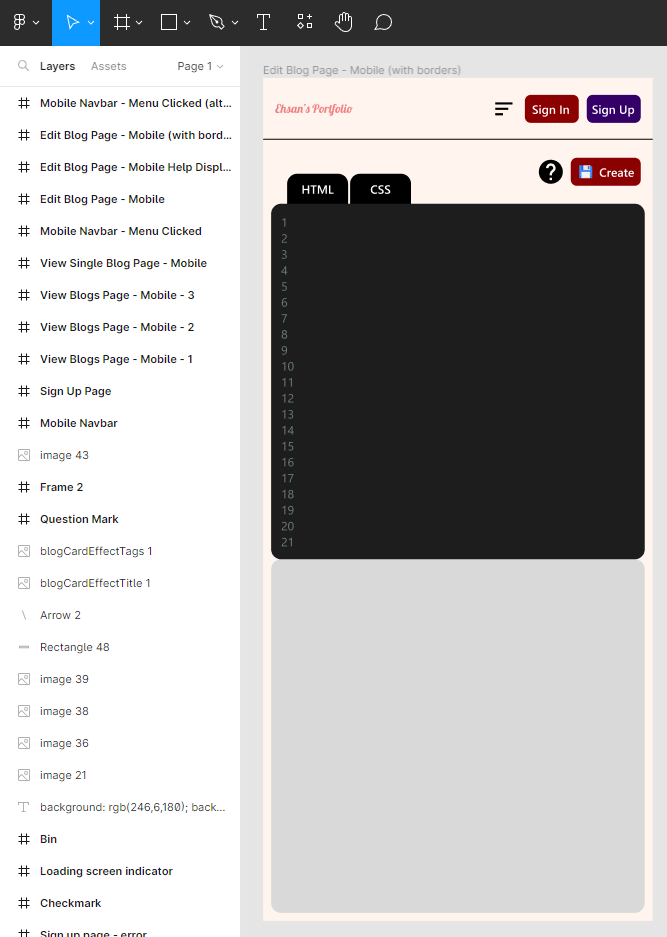 Layers Assets Page 1
Mobile Navbar - Menu Clicked (alt...
Edit Blog Page - Mobile (with bord...
Edit Blog Page - Mobile Help Displ...
Edit Blog Page - Mobile
Mobile Navbar - Menu Clicked
View Single Blog Page - Mobile
View Blogs Page - Mobile - 3
View Blogs Page - Mobile - 2
View Blogs Page - Mobile - 1
Sign Up Page
Mobile Navbar
image 43
Frame 2
Question Mark
blogCardEffectTags 1
blogCardEffectTitle 1
Arrow 2
Rectangle 48
image 39
image 38
image 36
image 21
background: rgb(246,6,180); back...
Bin
Loading screen indicator
Checkmark
Sign up page - error
Edit Blog Page - Mobile (with borders)
Ehsan's Portfolio Sign In Sign Up
? Create
HTML CSS
1
2
3
4
5
6
7
8
9
10
11
12
13
14
15
16
17
18
19
20
21